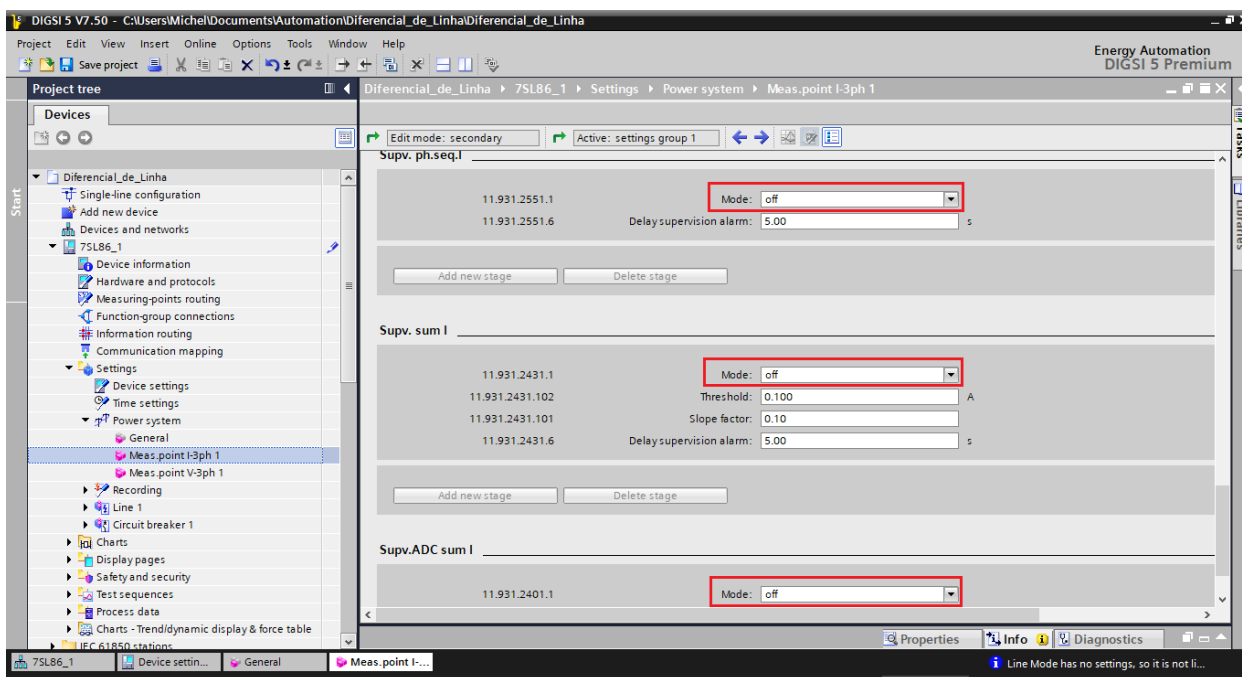 DIGSI 5 V7.50 - C:\Users\Michel\Documents\Automation\Diferencial_de_Linha\Diferencial_de_Linha
Project Edit View Insert Online Options Tools Window Help
Energy Automation
DIGSI 5 Premium
Save project
Project tree
Diferencial_de_Linha 7SL86_1 Settings Power system Meas.point I-3ph 1
Devices
Edit mode: secondary
Active: settings group 1
Start
Tasks
Libraries
Diferencial_de_Linha
Single-line configuration
Add new device
Devices and networks
7SL86_1
Device information
Hardware and protocols
Measuring-points routing
Function-group connections
Information routing
Communication mapping
Settings
Device settings
Time settings
Power system
General
Meas.point I-3ph 1
Meas.point V-3ph 1
Recording
Line 1
Circuit breaker 1
Charts
Display pages
Safety and security
Test sequences
Process data
Charts - Trend/dynamic display & force table
IEC 61850 stations
Supv. ph.seq.I
11.931.2551.1 Mode: off
11.931.2551.6 Delay supervision alarm: 5.00 s
Add new stage Delete stage
Supv. sum I
11.931.2431.1 Mode: off
11.931.2431.102 Threshold: 0.100 A
11.931.2431.101 Slope factor: 0.10
11.931.2431.6 Delay supervision alarm: 5.00 s
Add new stage Delete stage
Supv.ADC sum I
11.931.2401.1 Mode: off
Properties Info Diagnostics
7SL86_1 Device settin... General Meas.point I-... Line Mode has no settings, so it is not li...